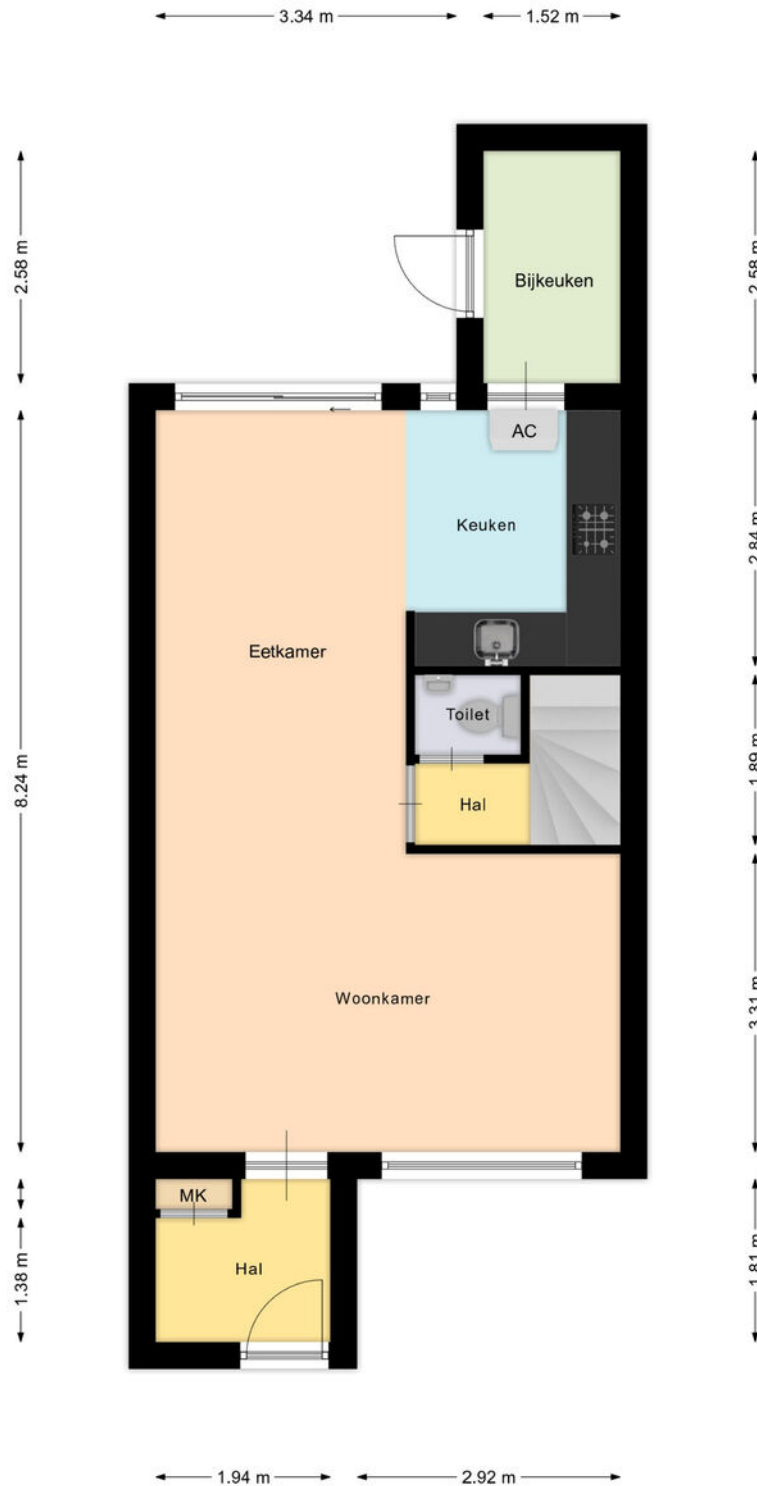 3.34 m
1.52 m
2.58 m
2.58 m
Bijkeuken
AC
Keuken
2.84 m
Eetkamer
Toilet
1.89 m
8.24 m
Hal
Woonkamer
3.31 m
MK
Hal
1.38 m
1.81 m
1.94 m
2.92 m